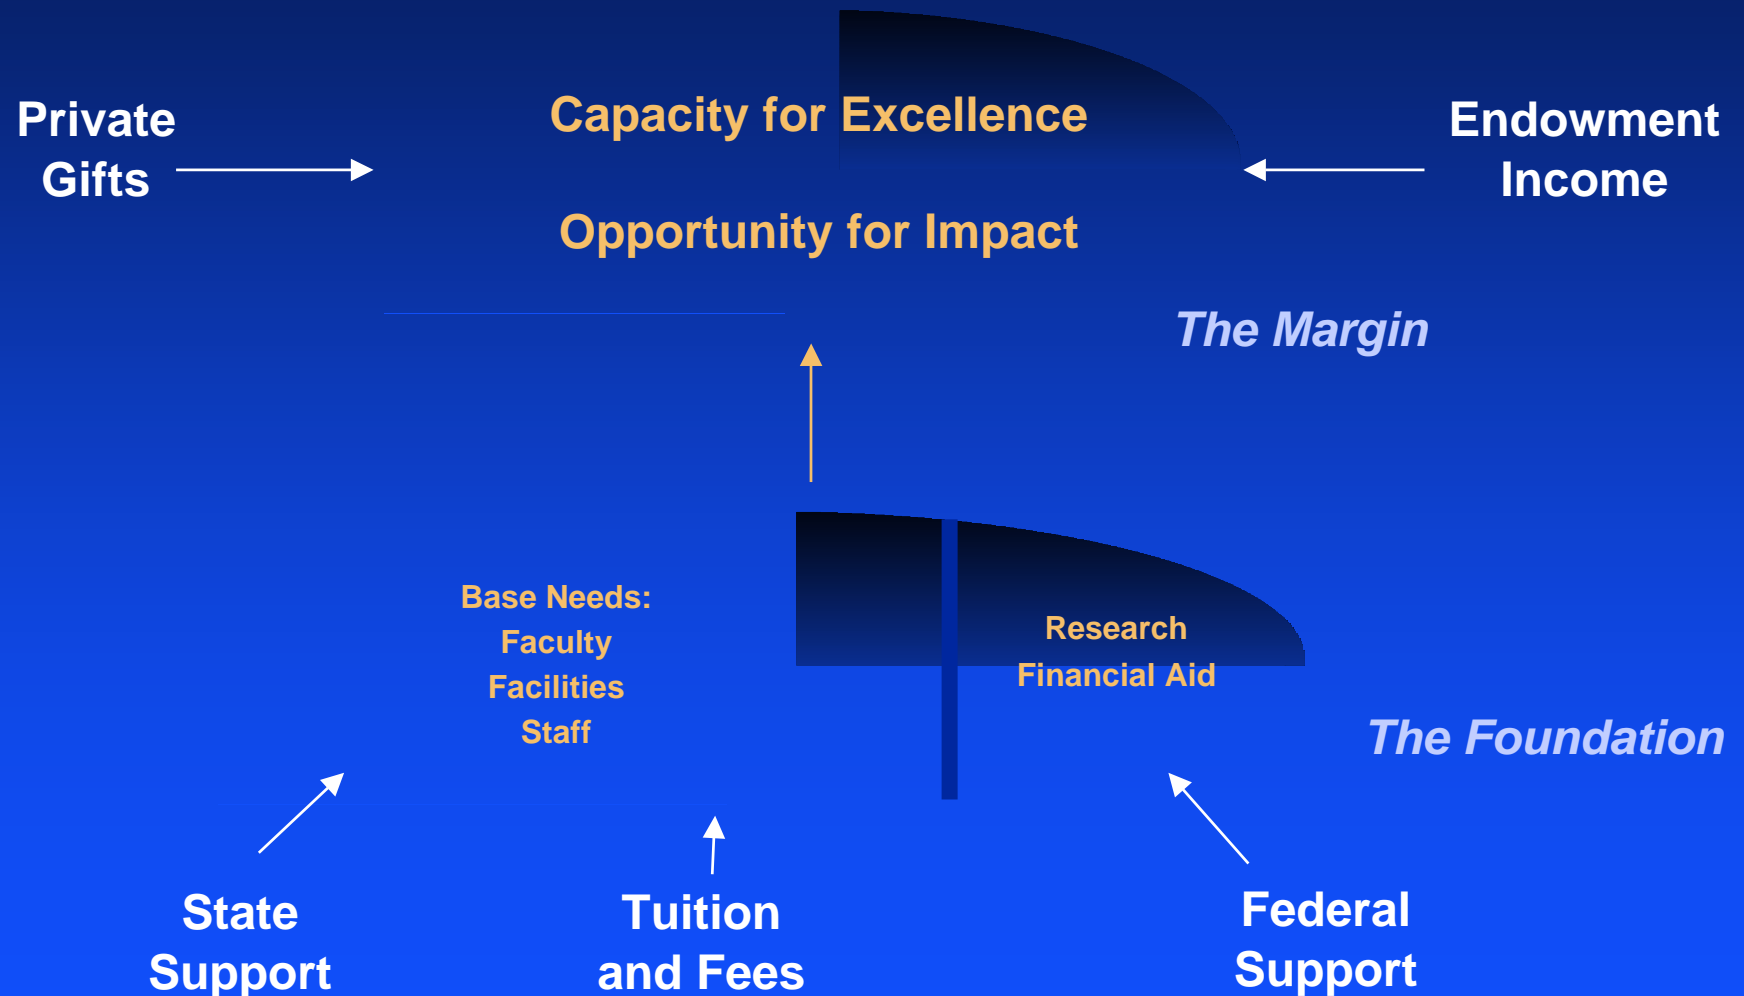 Private
Gifts
Capacity for Excellence
Opportunity for Impact
Endowment
Income
The Margin
Base Needs:
Faculty
Facilities
Staff
Research
Financial Aid
The Foundation
State
Support
Tuition
and Fees
Federal
Support